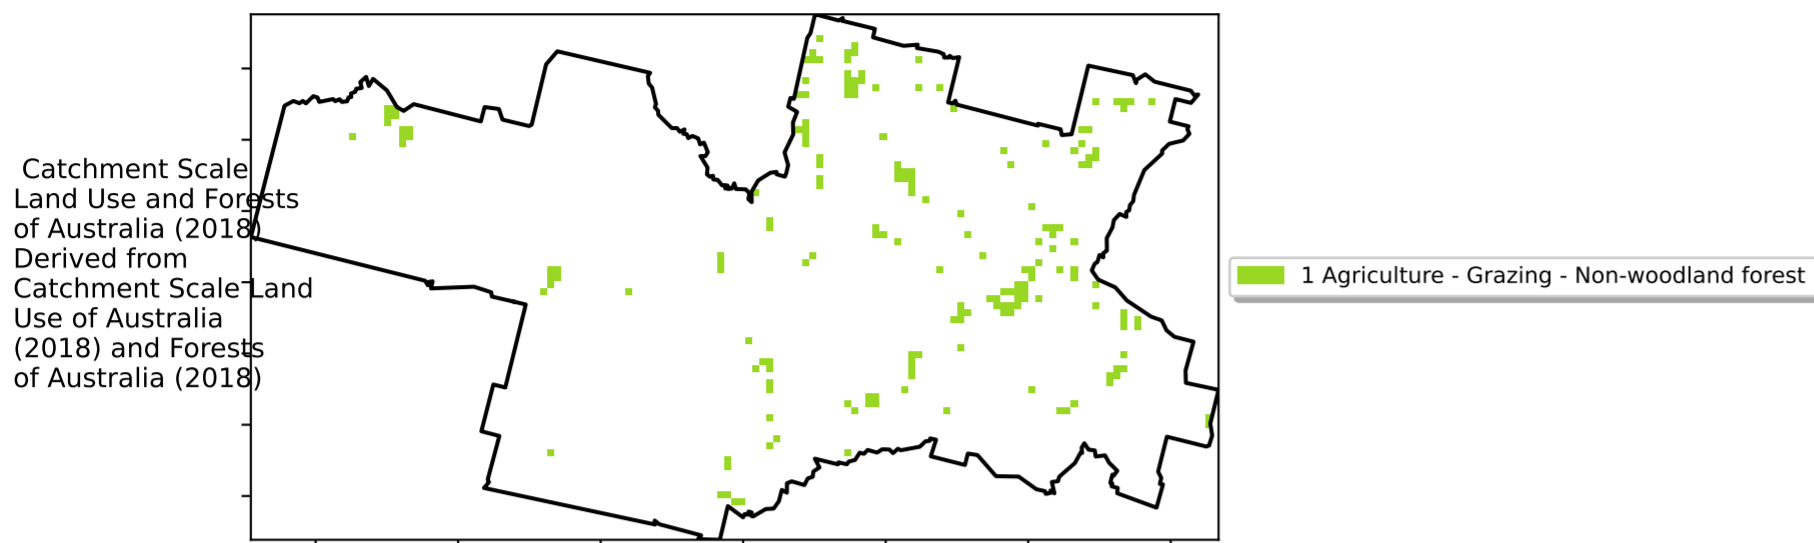 Catchment Scale
Land Use and Forests
of Australia (2018)
Derived from
Catchment Scale Land
Use of Australia
(2018) and Forests
of Australia (2018)
1 Agriculture - Grazing - Non-woodland forest